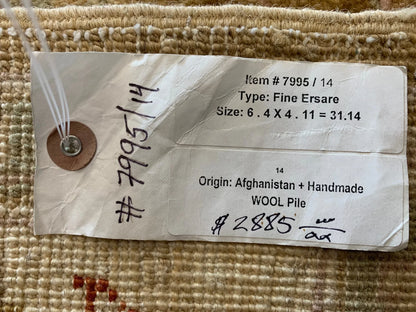 # 7995/14
Item # 7995 / 14
Type: Fine Ersare
Size: 6 . 4 X 4 . 11 = 31.14
14
Origin: Afghanistan + Handmade
WOOL Pile
$2885